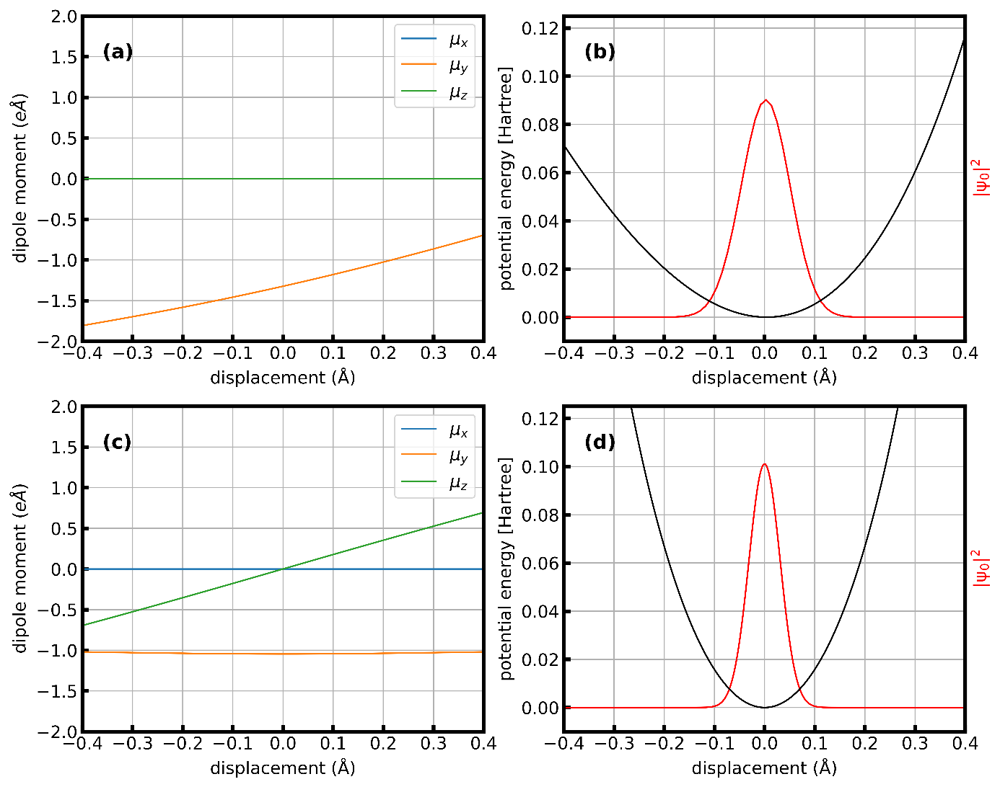 (a)
μx
μy
μz
dipole moment (eÅ)
2.0
1.5
1.0
0.5
0.0
−0.5
−1.0
−1.5
−2.0
−0.4 −0.3 −0.2 −0.1 0.0 0.1 0.2 0.3 0.4
displacement (Å)
(b)
potential energy [Hartree]
0.12
0.10
0.08
0.06
0.04
0.02
0.00
|ψ0|2
−0.4 −0.3 −0.2 −0.1 0.0 0.1 0.2 0.3 0.4
displacement (Å)
(c)
μx
μy
μz
dipole moment (eÅ)
2.0
1.5
1.0
0.5
0.0
−0.5
−1.0
−1.5
−2.0
−0.4 −0.3 −0.2 −0.1 0.0 0.1 0.2 0.3 0.4
displacement (Å)
(d)
potential energy [Hartree]
0.12
0.10
0.08
0.06
0.04
0.02
0.00
|ψ0|2
−0.4 −0.3 −0.2 −0.1 0.0 0.1 0.2 0.3 0.4
displacement (Å)